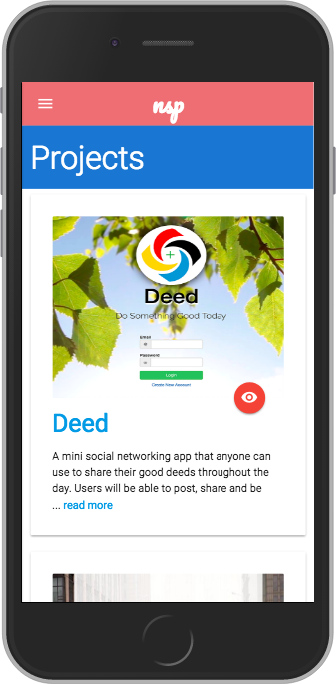 nsp
Projects
Deed
Do Something Good Today
Email
Password
Login
Create New Account
Deed
A mini social networking app that anyone can
use to share their good deeds throughout the
day. Users will be able to post, share and be
... read more